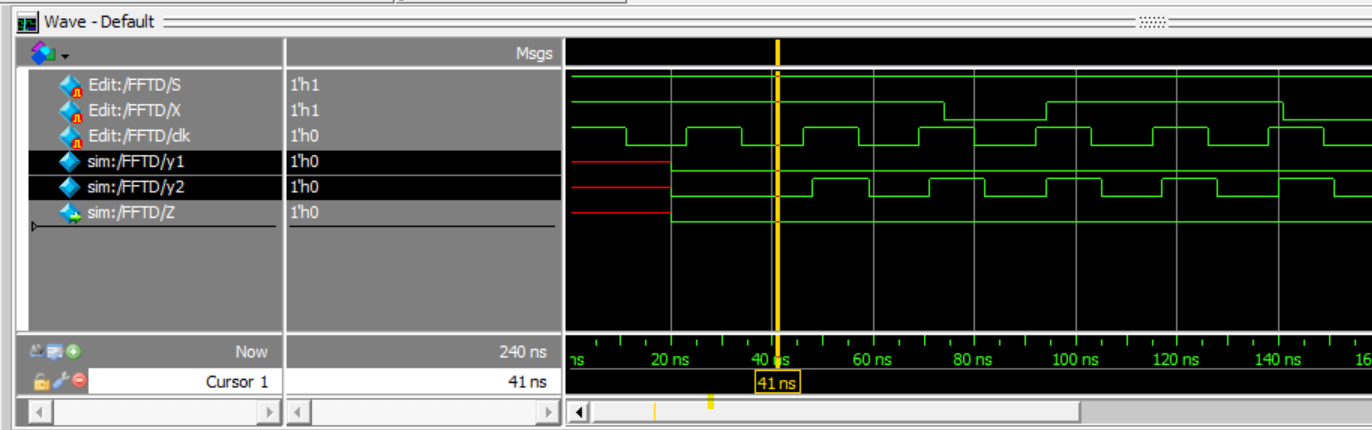 Wave - Default
Msgs
Edit:/FFTD/S 1'h1
Edit:/FFTD/X 1'h1
Edit:/FFTD/clk 1'h0
sim:/FFTD/y1 1'h0
sim:/FFTD/y2 1'h0
sim:/FFTD/Z 1'h0
Now 240 ns ns 20 ns 40 ns 60 ns 80 ns 100 ns 120 ns 140 ns 16
Cursor 1 41 ns 41 ns